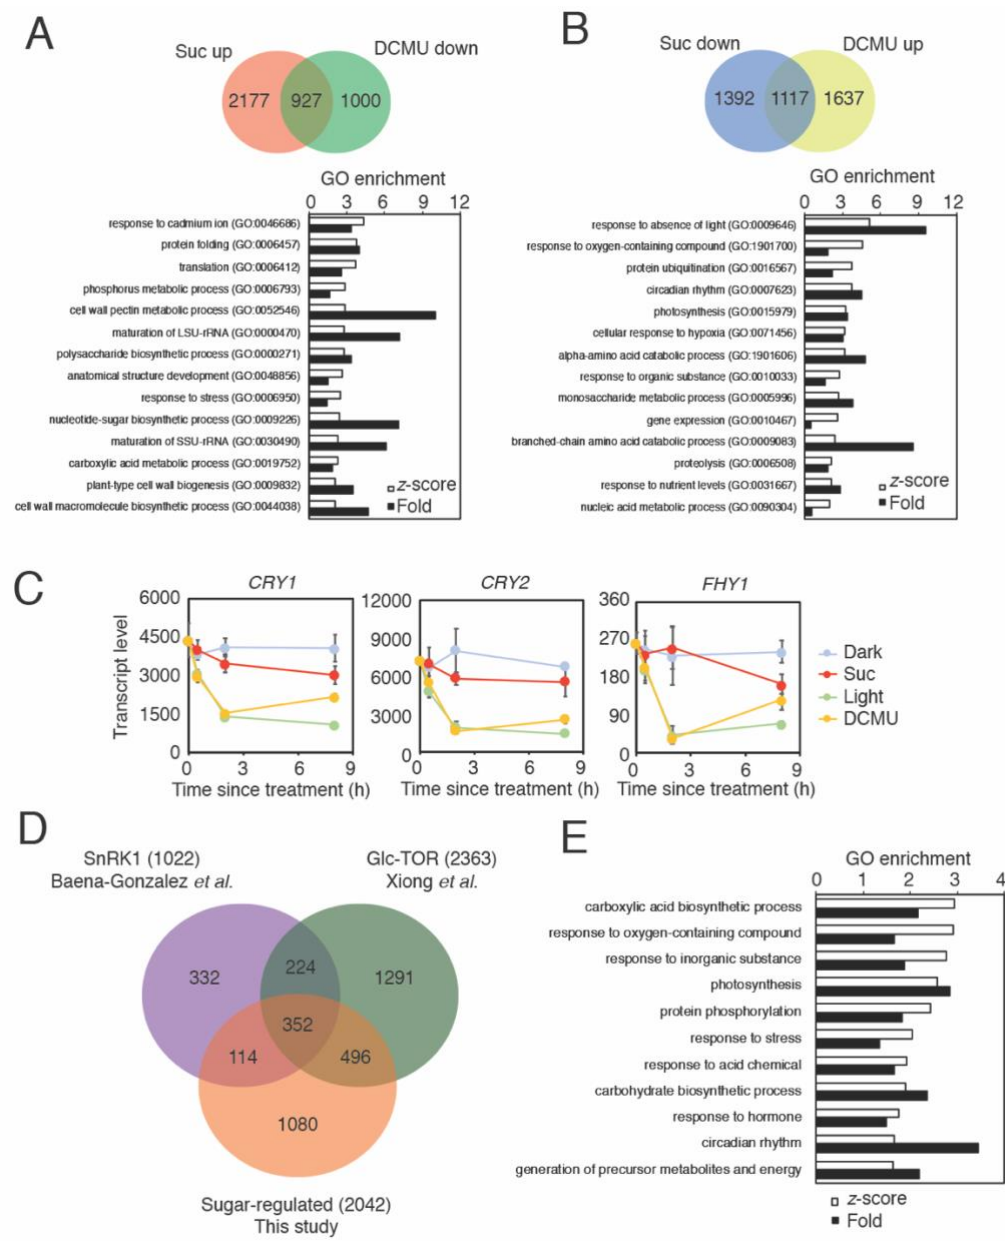 A
Suc up
DCMU down
2177
927
1000
GO enrichment
0 3 6 9 12
response to cadmium ion (GO:0046686)
protein folding (GO:0006457)
translation (GO:0006412)
phosphorus metabolic process (GO:0006793)
cell wall pectin metabolic process (GO:0052546)
maturation of LSU-rRNA (GO:0000470)
polysaccharide biosynthetic process (GO:0000271)
anatomical structure development (GO:0048856)
response to stress (GO:0006950)
nucleotide-sugar biosynthetic process (GO:0009226)
maturation of SSU-rRNA (GO:0030490)
carboxylic acid metabolic process (GO:0019752)
plant-type cell wall biogenesis (GO:0009832)
cell wall macromolecule biosynthetic process (GO:0044038)
z-score
Fold
B
Suc down
DCMU up
1392
1117
1637
GO enrichment
0 3 6 9 12
response to absence of light (GO:0009646)
response to oxygen-containing compound (GO:1901700)
protein ubiquitination (GO:0016567)
circadian rhythm (GO:0007623)
photosynthesis (GO:0015979)
cellular response to hypoxia (GO:0071456)
alpha-amino acid catabolic process (GO:1901606)
response to organic substance (GO:0010033)
monosaccharide metabolic process (GO:0005996)
gene expression (GO:0010467)
branched-chain amino acid catabolic process (GO:0009083)
proteolysis (GO:0006508)
response to nutrient levels (GO:0031667)
nucleic acid metabolic process (GO:0090304)
z-score
Fold
C
CRY1
6000
4500
3000
1500
0
Transcript level
0 3 6 9
Time since treatment (h)
CRY2
12000
9000
6000
3000
0
0 3 6 9
Time since treatment (h)
FHY1
360
270
180
90
0
0 3 6 9
Time since treatment (h)
Dark
Suc
Light
DCMU
D
SnRK1 (1022)
Baena-Gonzalez et al.
Glc-TOR (2363)
Xiong et al.
332
224
1291
352
114
496
1080
Sugar-regulated (2042)
This study
E
GO enrichment
0 1 2 3 4
carboxylic acid biosynthetic process
response to oxygen-containing compound
response to inorganic substance
photosynthesis
protein phosphorylation
response to stress
response to acid chemical
carbohydrate biosynthetic process
response to hormone
circadian rhythm
generation of precursor metabolites and energy
z-score
Fold